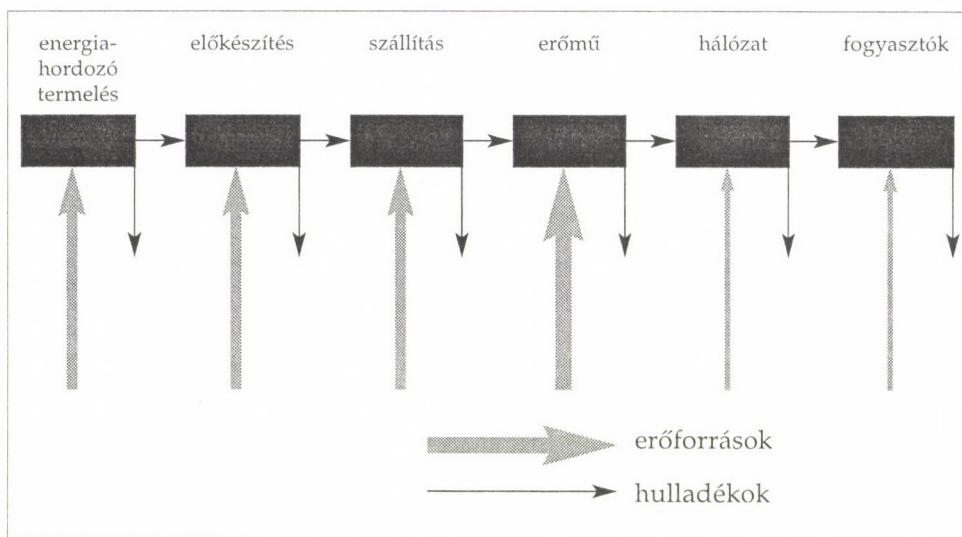 energia-
hordozó
termelés
előkészítés
szállítás
erőmű
hálózat
fogyasztók
erőforrások
hulladékok